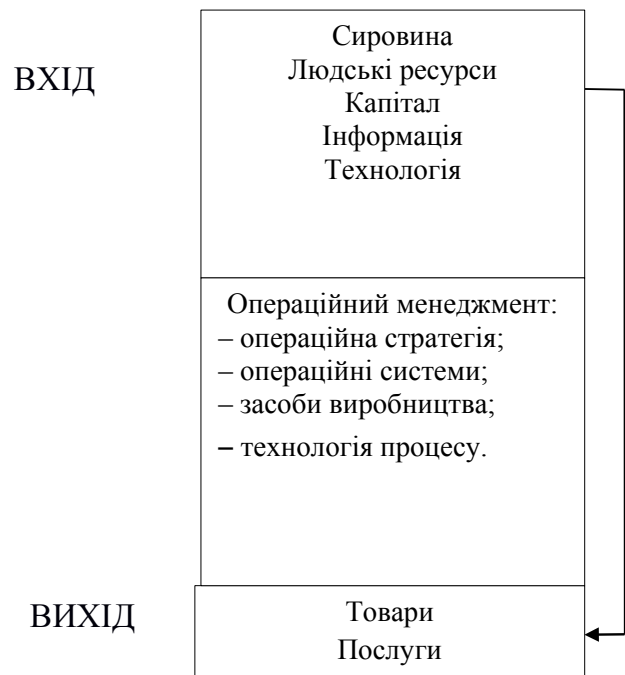 ВХІД
Сировина
Людські ресурси
Капітал
Інформація
Технологія
Операційний менеджмент:
– операційна стратегія;
– операційні системи;
– засоби виробництва;
– технологія процесу.
ВИХІД
Товари
Послуги